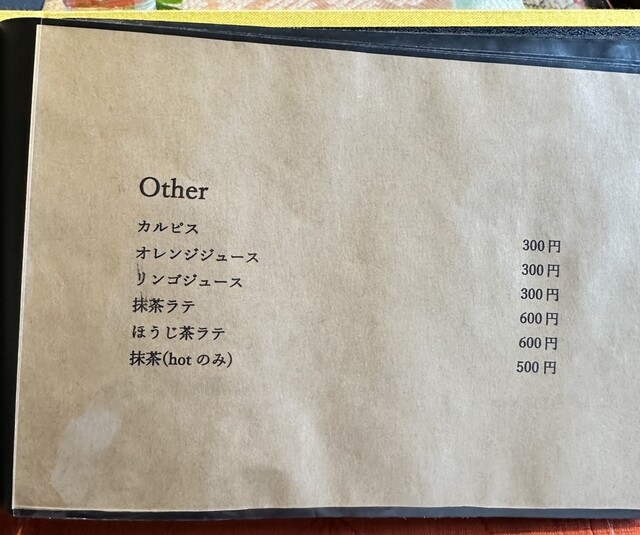 Other
カルピス 300円
オレンジジュース 300円
リンゴジュース 300円
抹茶ラテ 600円
ほうじ茶ラテ 600円
抹茶(hotのみ) 500円